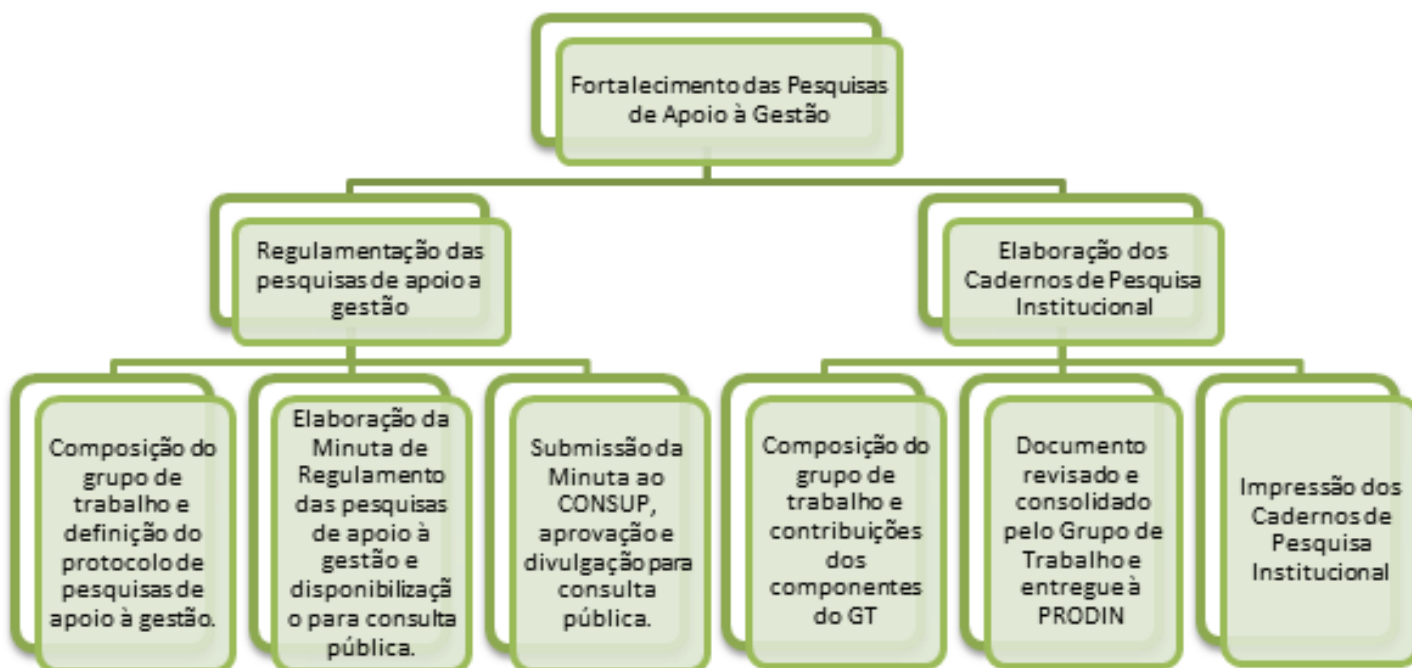 Fortalecimento das Pesquisas
de Apoio à Gestão
Regulamentação das
pesquisas de apoio a
gestão
Elaboração dos
Cadernos de Pesquisa
Institucional
Composição do
grupo de
trabalho e
definição do
protocolo de
pesquisas de
apoio à gestão.
Elaboração da
Minuta de
Regulamento
das pesquisas
de apoio à
gestão e
disponibilizaçã
o para consulta
pública.
Submissão da
Minuta ao
CONSUP,
aprovação e
divulgação para
consulta
pública.
Composição do
grupo de
trabalho e
contribuições
dos
componentes
do GT
Documento
revisado e
consolidado
pelo Grupo de
Trabalho e
entregue à
PRODIN
Impressão dos
Cadernos de
Pesquisa
Institucional